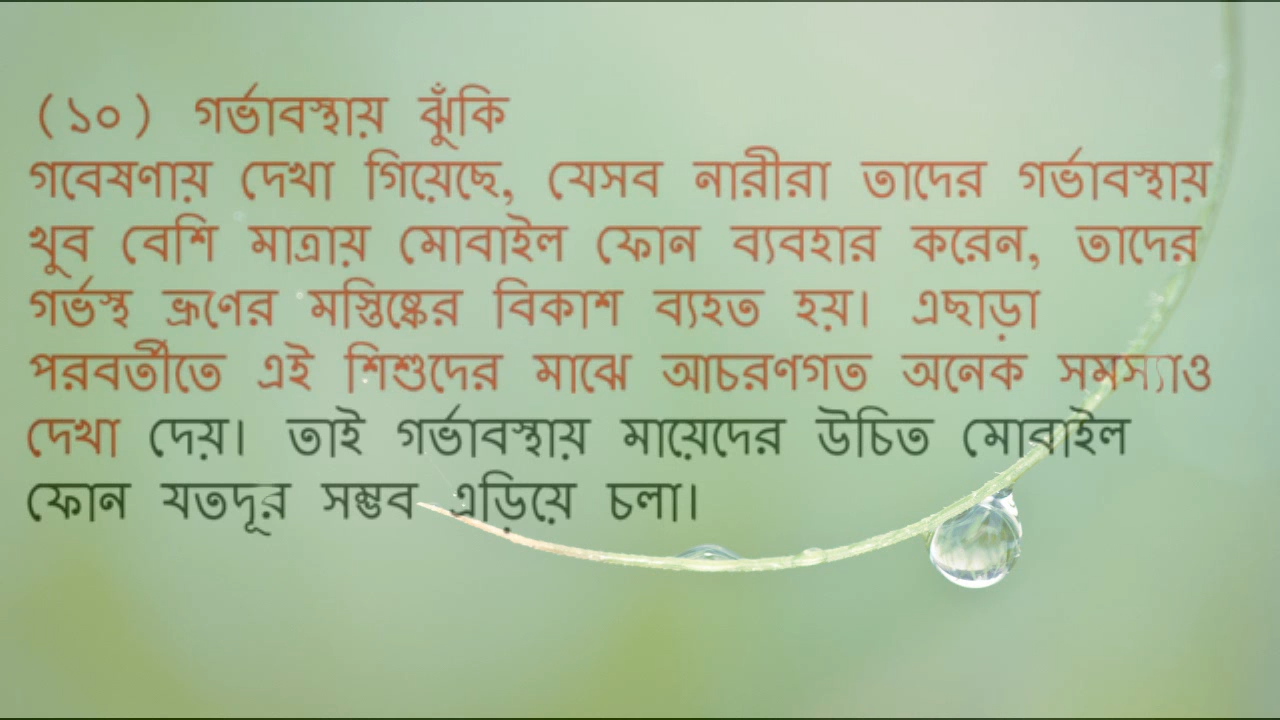 (১০) গর্ভাবস্থায় ঝুঁকি
গবেষণায় দেখা গিয়েছে, যেসব নারীরা তাদের গর্ভাবস্থায়
খুব বেশি মাত্রায় মোবাইল ফোন ব্যবহার করেন, তাদের
গর্ভস্থ ভ্রূণের মস্তিষ্কের বিকাশ ব্যহত হয়। এছাড়া
পরবর্তীতে এই শিশুদের মাঝে আচরণগত অনেক সমস্যাও
দেখা দেয়। তাই গর্ভাবস্থায় মায়েদের উচিত মোবাইল
ফোন যতদূর সম্ভব এড়িয়ে চলা।